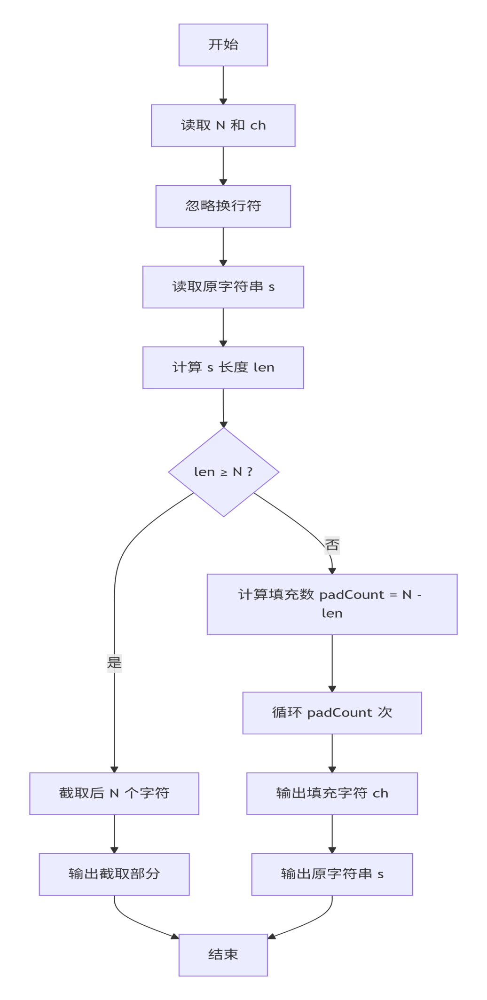 开始
读取 N 和 ch
忽略换行符
读取原字符串 s
计算 s 长度 len
len ≥ N ?
否
计算填充数 padCount = N -
len
是
循环 padCount 次
截取后 N 个字符
输出填充字符 ch
输出截取部分
输出原字符串 s
结束